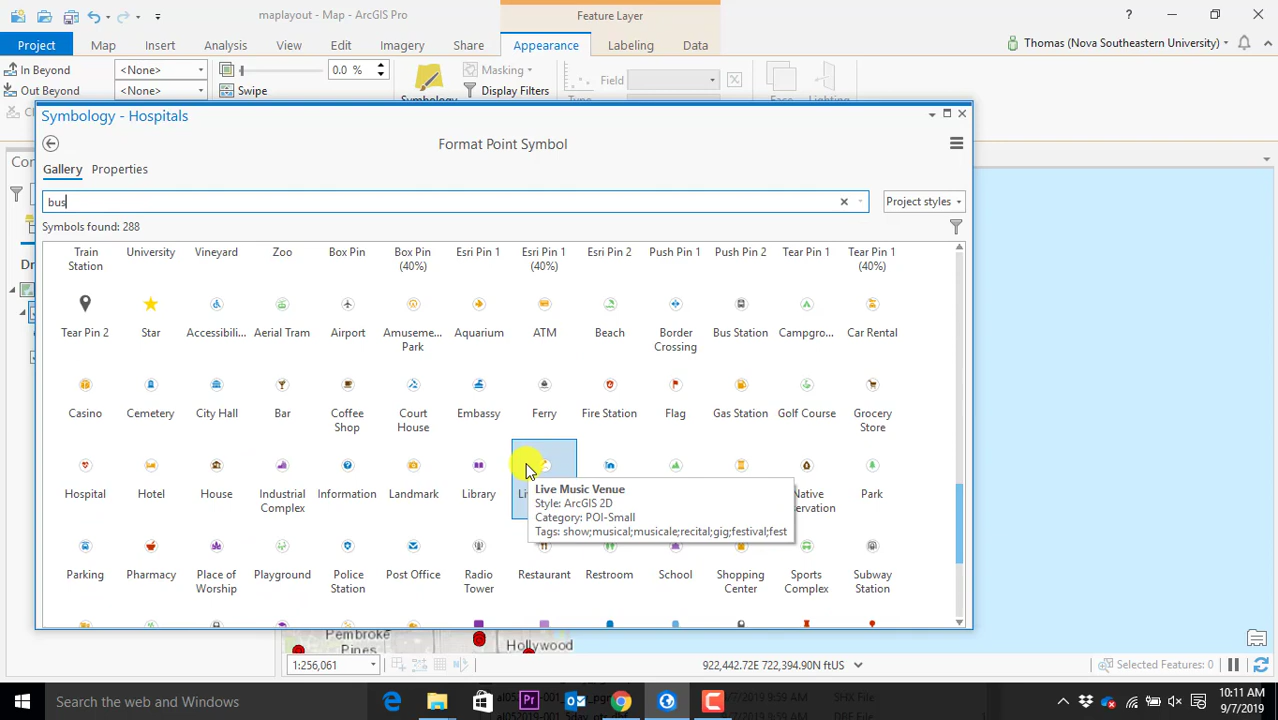 maplayout - Map - ArcGIS Pro
Feature Layer
?
Project Map Insert Analysis View Edit Imagery Share Appearance Labeling Data
Thomas (Nova Southeastern University)
In Beyond <None> 0.0 % Masking Field
Out Beyond <None> Swipe Symbology Display Filters Type Face Lighting
Symbology - Hospitals
Format Point Symbol
Gallery Properties
bus
Project styles
Symbols found: 288
Train Station University Vineyard Zoo Box Pin Box Pin (40%) Esri Pin 1 Esri Pin 1 (40%) Esri Pin 2 Push Pin 1 Push Pin 2 Tear Pin 1 Tear Pin 1 (40%)
Tear Pin 2 Star Accessibili... Aerial Tram Airport Amuseme... Park Aquarium ATM Beach Border Crossing Bus Station Campgro... Car Rental
Casino Cemetery City Hall Bar Coffee Shop Court House Embassy Ferry Fire Station Flag Gas Station Golf Course Grocery Store
Hospital Hotel House Industrial Complex Information Landmark Library Park
Live Music Venue
Style: ArcGIS 2D
Category: POI-Small
Tags: show;musical;musicale;recital;gig;festival;fest
Parking Pharmacy Place of Worship Playground Police Station Post Office Radio Tower Restaurant Restroom School Shopping Center Sports Complex Subway Station
Pembroke
Pines
Hollywood
1:256,061
922,442.72E 722,394.90N ftUS
Selected Features: 0
Search the web and Windows
10:11 AM
9/7/2019